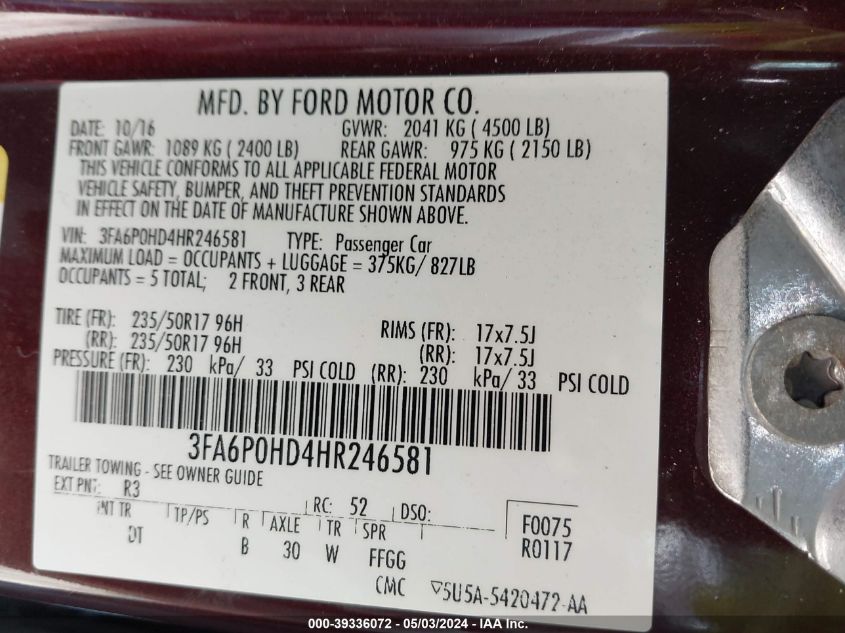 MFD. BY FORD MOTOR CO.
DATE: 10/16 GVWR: 2041 KG ( 4500 LB)
FRONT GAWR: 1089 KG ( 2400 LB) REAR GAWR: 975 KG ( 2150 LB)
THIS VEHICLE CONFORMS TO ALL APPLICABLE FEDERAL MOTOR
VEHICLE SAFETY, BUMPER, AND THEFT PREVENTION STANDARDS
IN EFFECT ON THE DATE OF MANUFACTURE SHOWN ABOVE.
VIN: 3FA6P0HD4HR246581 TYPE: Passenger Car
MAXIMUM LOAD = OCCUPANTS + LUGGAGE = 375KG/ 827LB
OCCUPANTS = 5 TOTAL; 2 FRONT, 3 REAR
TIRE (FR): 235/50R17 96H RIMS (FR): 17x7.5J
(RR): 235/50R17 96H (RR): 17x7.5J
PRESSURE (FR): 230 kPa/ 33 PSI COLD (RR): 230 kPa/ 33 PSI COLD
3FA6P0HD4HR246581
TRAILER TOWING - SEE OWNER GUIDE
EXT PNT: R3 RC: 52 DSO:
INT TR TP/PS R AXLE TR SPR F0075
DT B 30 W FFGG R0117
CMC 5U5A-5420472-AA
000-39336072 - 05/03/2024 - IAA Inc.